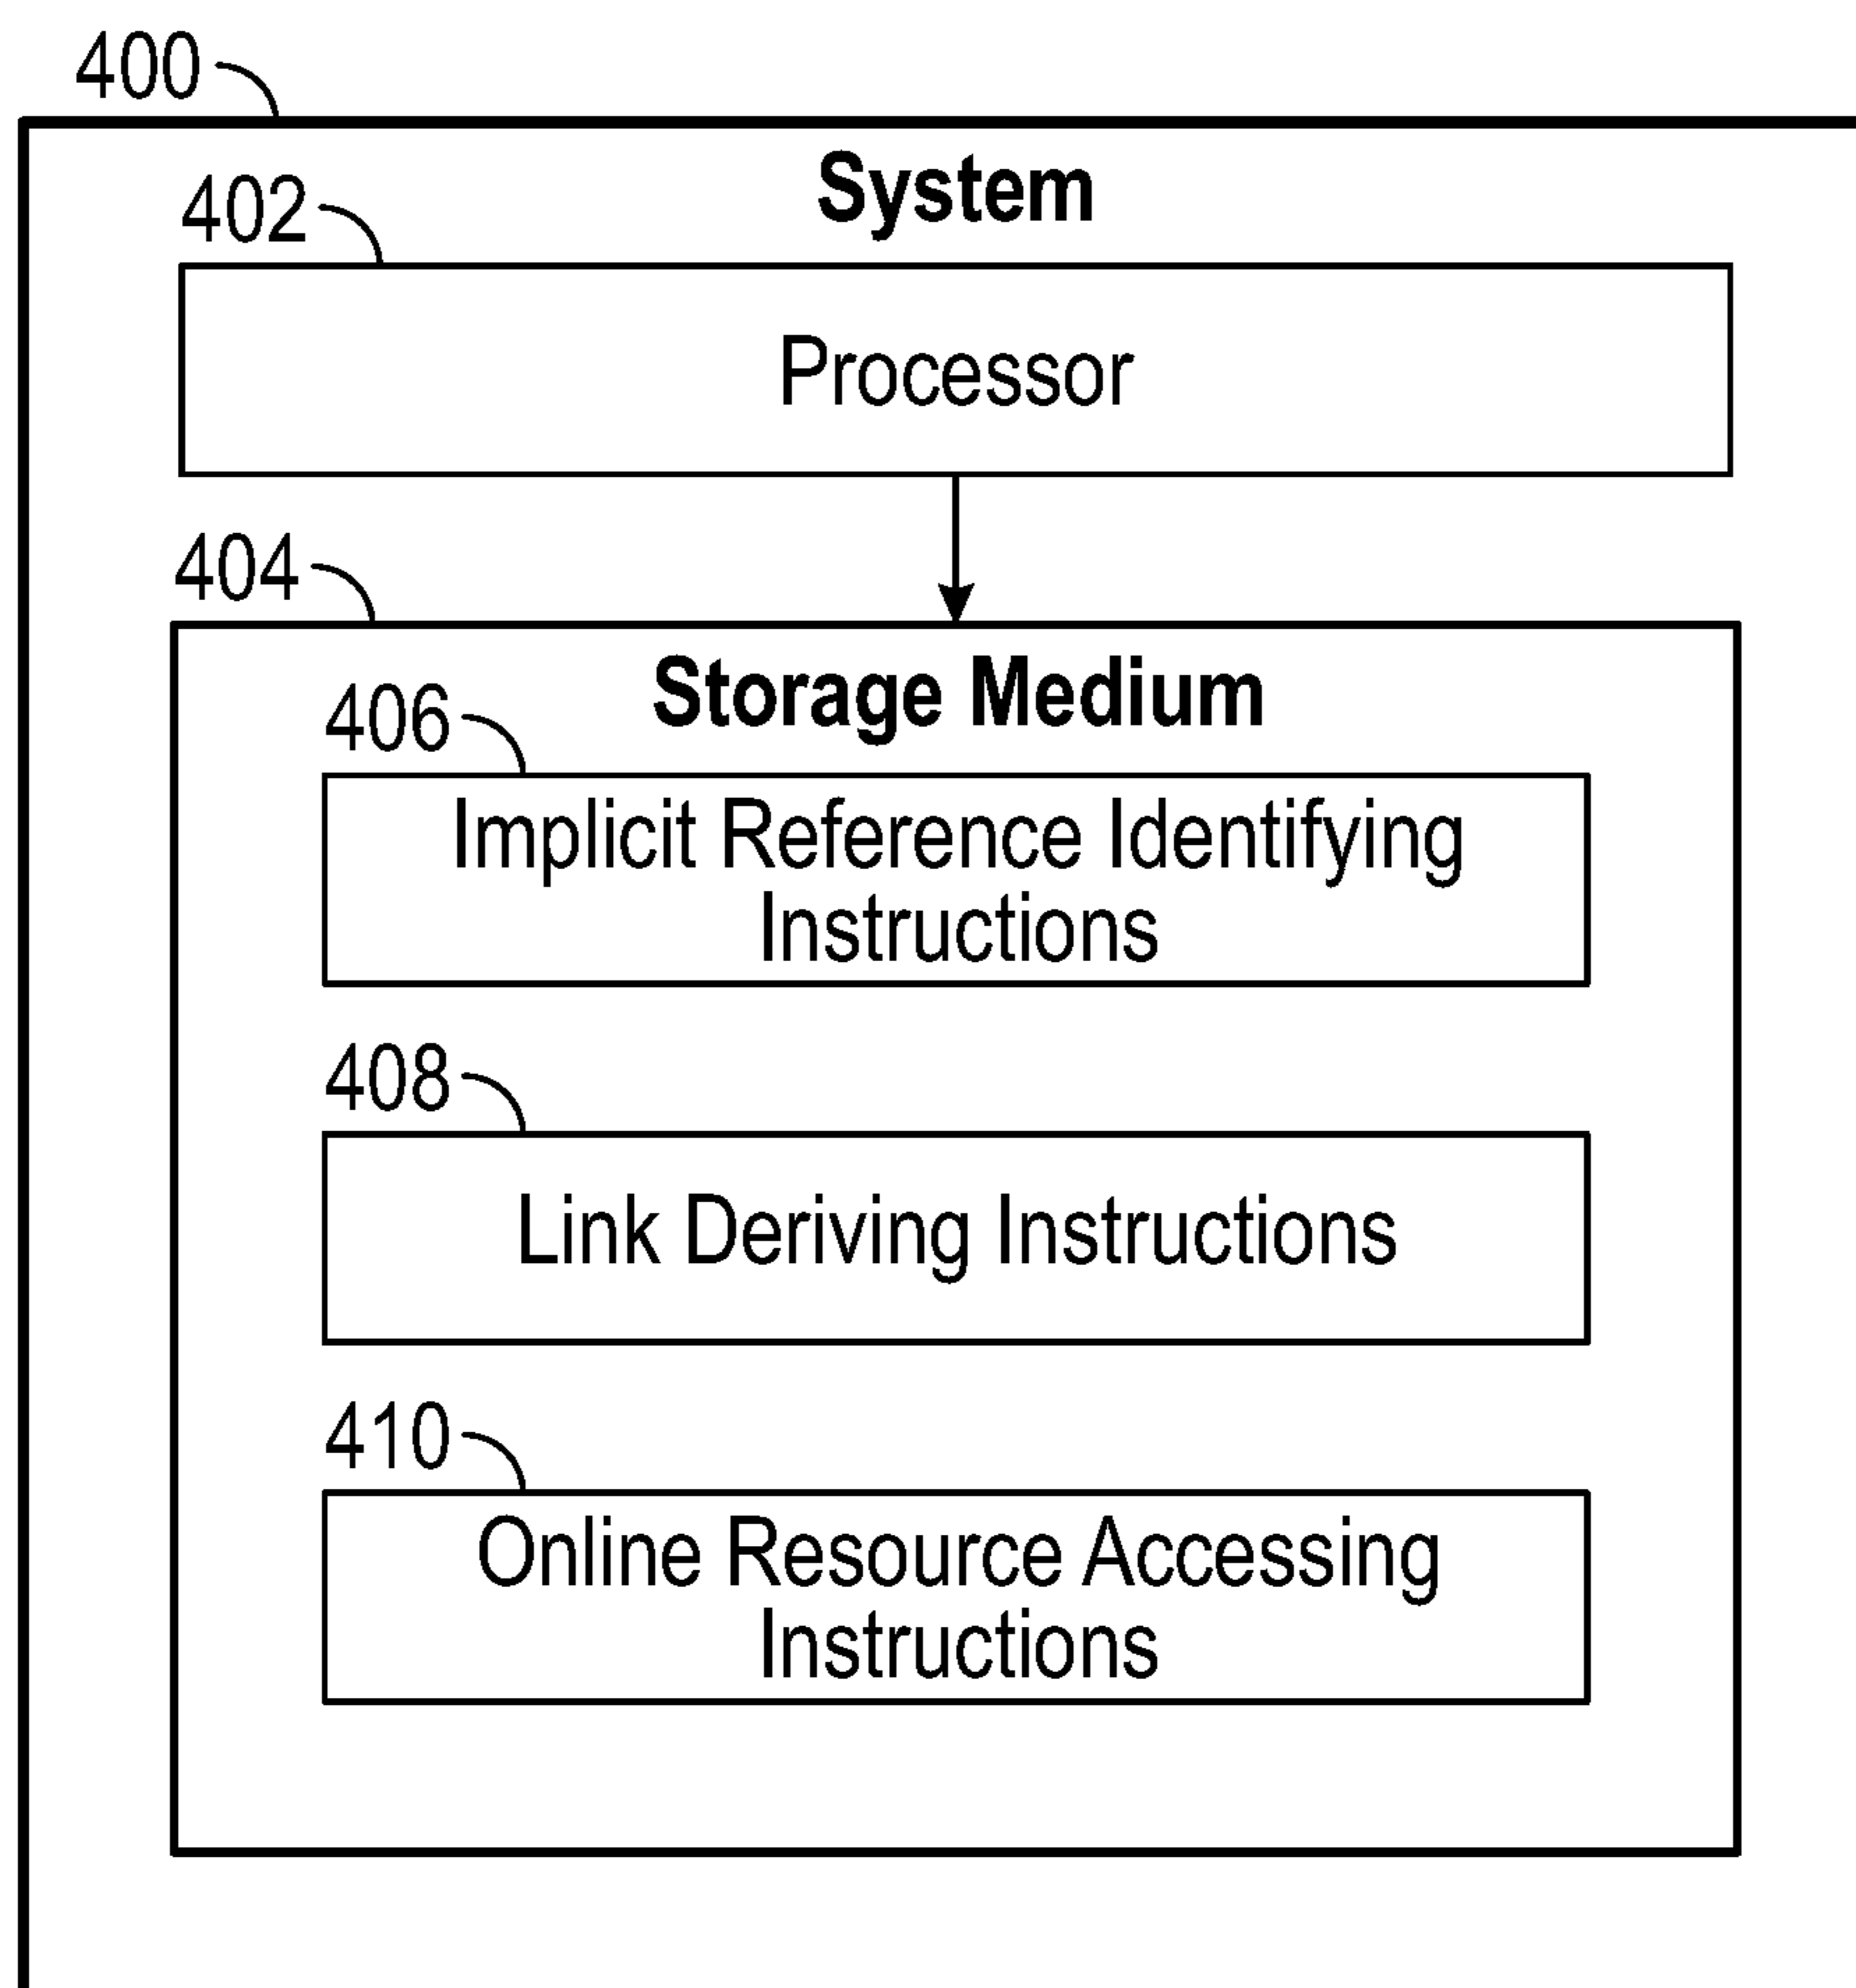 400
System
402
Processor
404
Storage Medium
406
Implicit Reference Identifying
Instructions
408
Link Deriving Instructions
410
Online Resource Accessing
Instructions